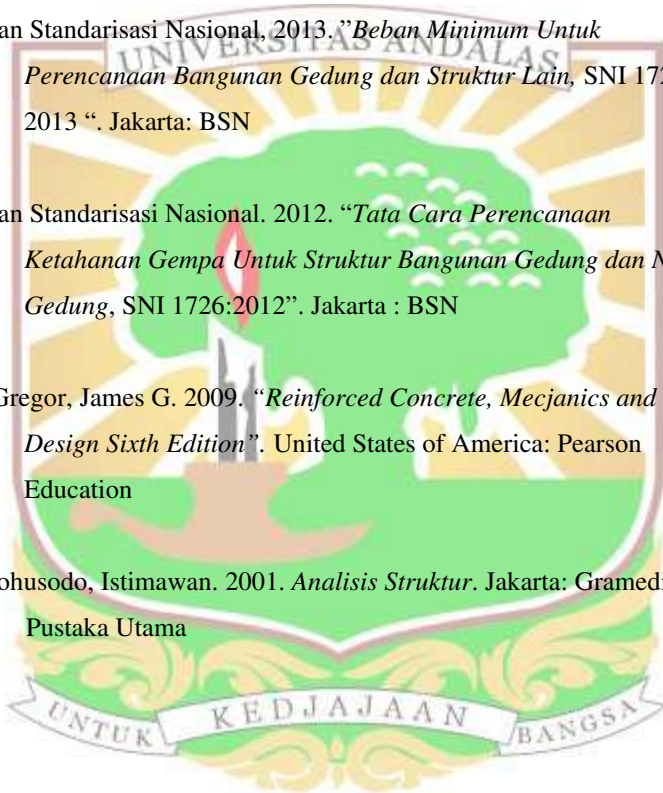 an Standarisasi Nasional, 2013. ”Beban Minimum Untuk
UNIVERSITAS ANDALAS
Perencanaan Bangunan Gedung dan Struktur Lain, SNI 172
2013 “. Jakarta: BSN
an Standarisasi Nasional. 2012. “Tata Cara Perencanaan
Ketahanan Gempa Untuk Struktur Bangunan Gedung dan N
Gedung, SNI 1726:2012”. Jakarta : BSN
Gregor, James G. 2009. “Reinforced Concrete, Mecjanics and
Design Sixth Edition”. United States of America: Pearson
Education
ohusodo, Istimawan. 2001. Analisis Struktur. Jakarta: Gramedi
Pustaka Utama
UNTUK KEDJAJAAN BANGSA